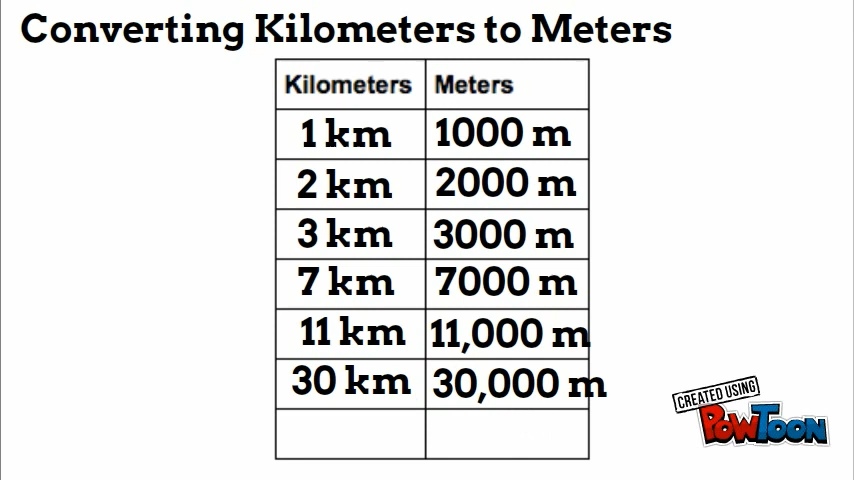 Converting Kilometers to Meters
Kilometers Meters
1 km 1000 m
2 km 2000 m
3 km 3000 m
7 km 7000 m
11 km 11,000 m
30 km 30,000 m
CREATED USING
POWTOON